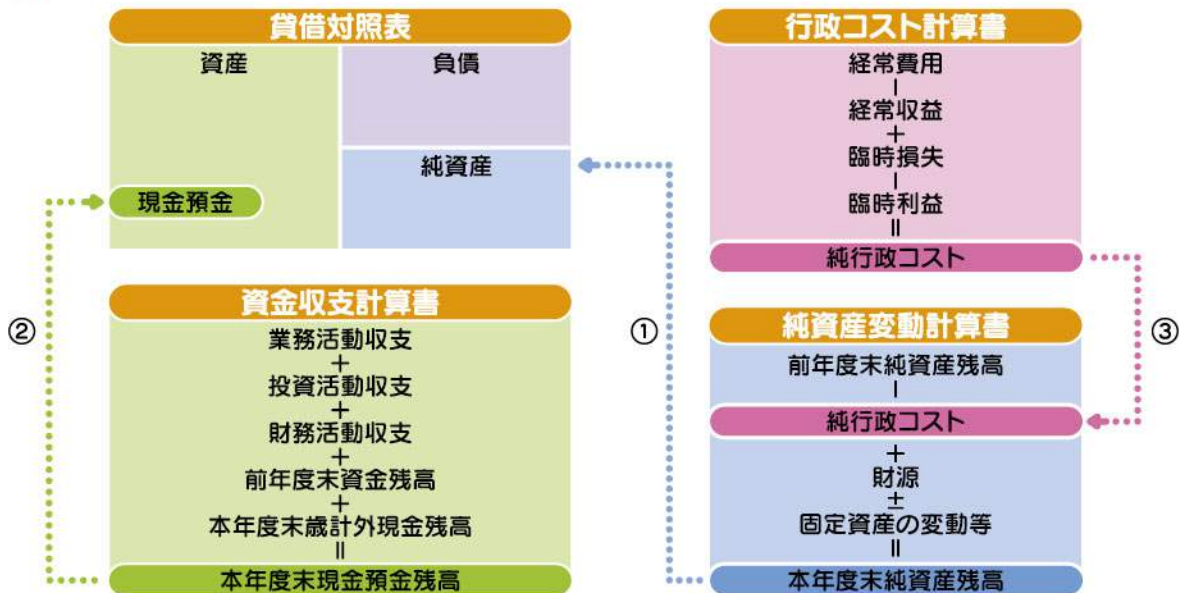 貸借対照表
資産
負債
純資産
現金預金
行政コスト計算書
経常費用
－
経常収益
＋
臨時損失
－
臨時利益
＝
純行政コスト
②
資金収支計算書
業務活動収支
＋
投資活動収支
＋
財務活動収支
＋
前年度末資金残高
＋
本年度末歳計外現金残高
＝
本年度末現金預金残高
①
純資産変動計算書
前年度末純資産残高
－
純行政コスト
＋
財源
±
固定資産の変動等
＝
本年度末純資産残高
③